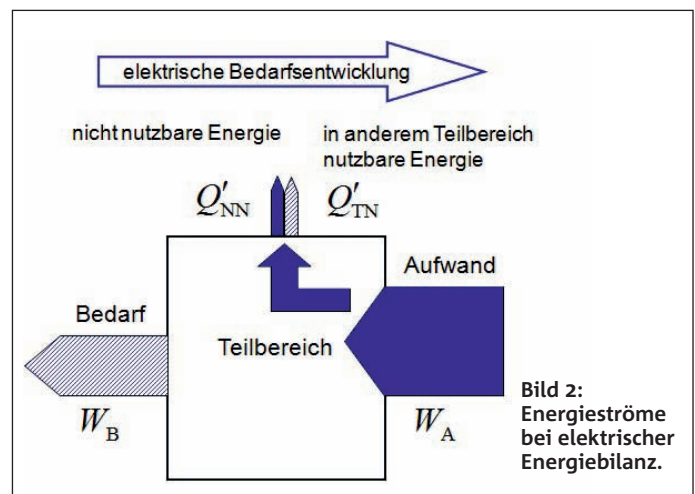 elektrische Bedarfsentwicklung
nicht nutzbare Energie
in anderem Teilbereich
nutzbare Energie
Q′NN
Q′TN
Aufwand
Bedarf
Teilbereich
WB
WA
Bild 2:
Energieströme
bei elektrischer
Energiebilanz.